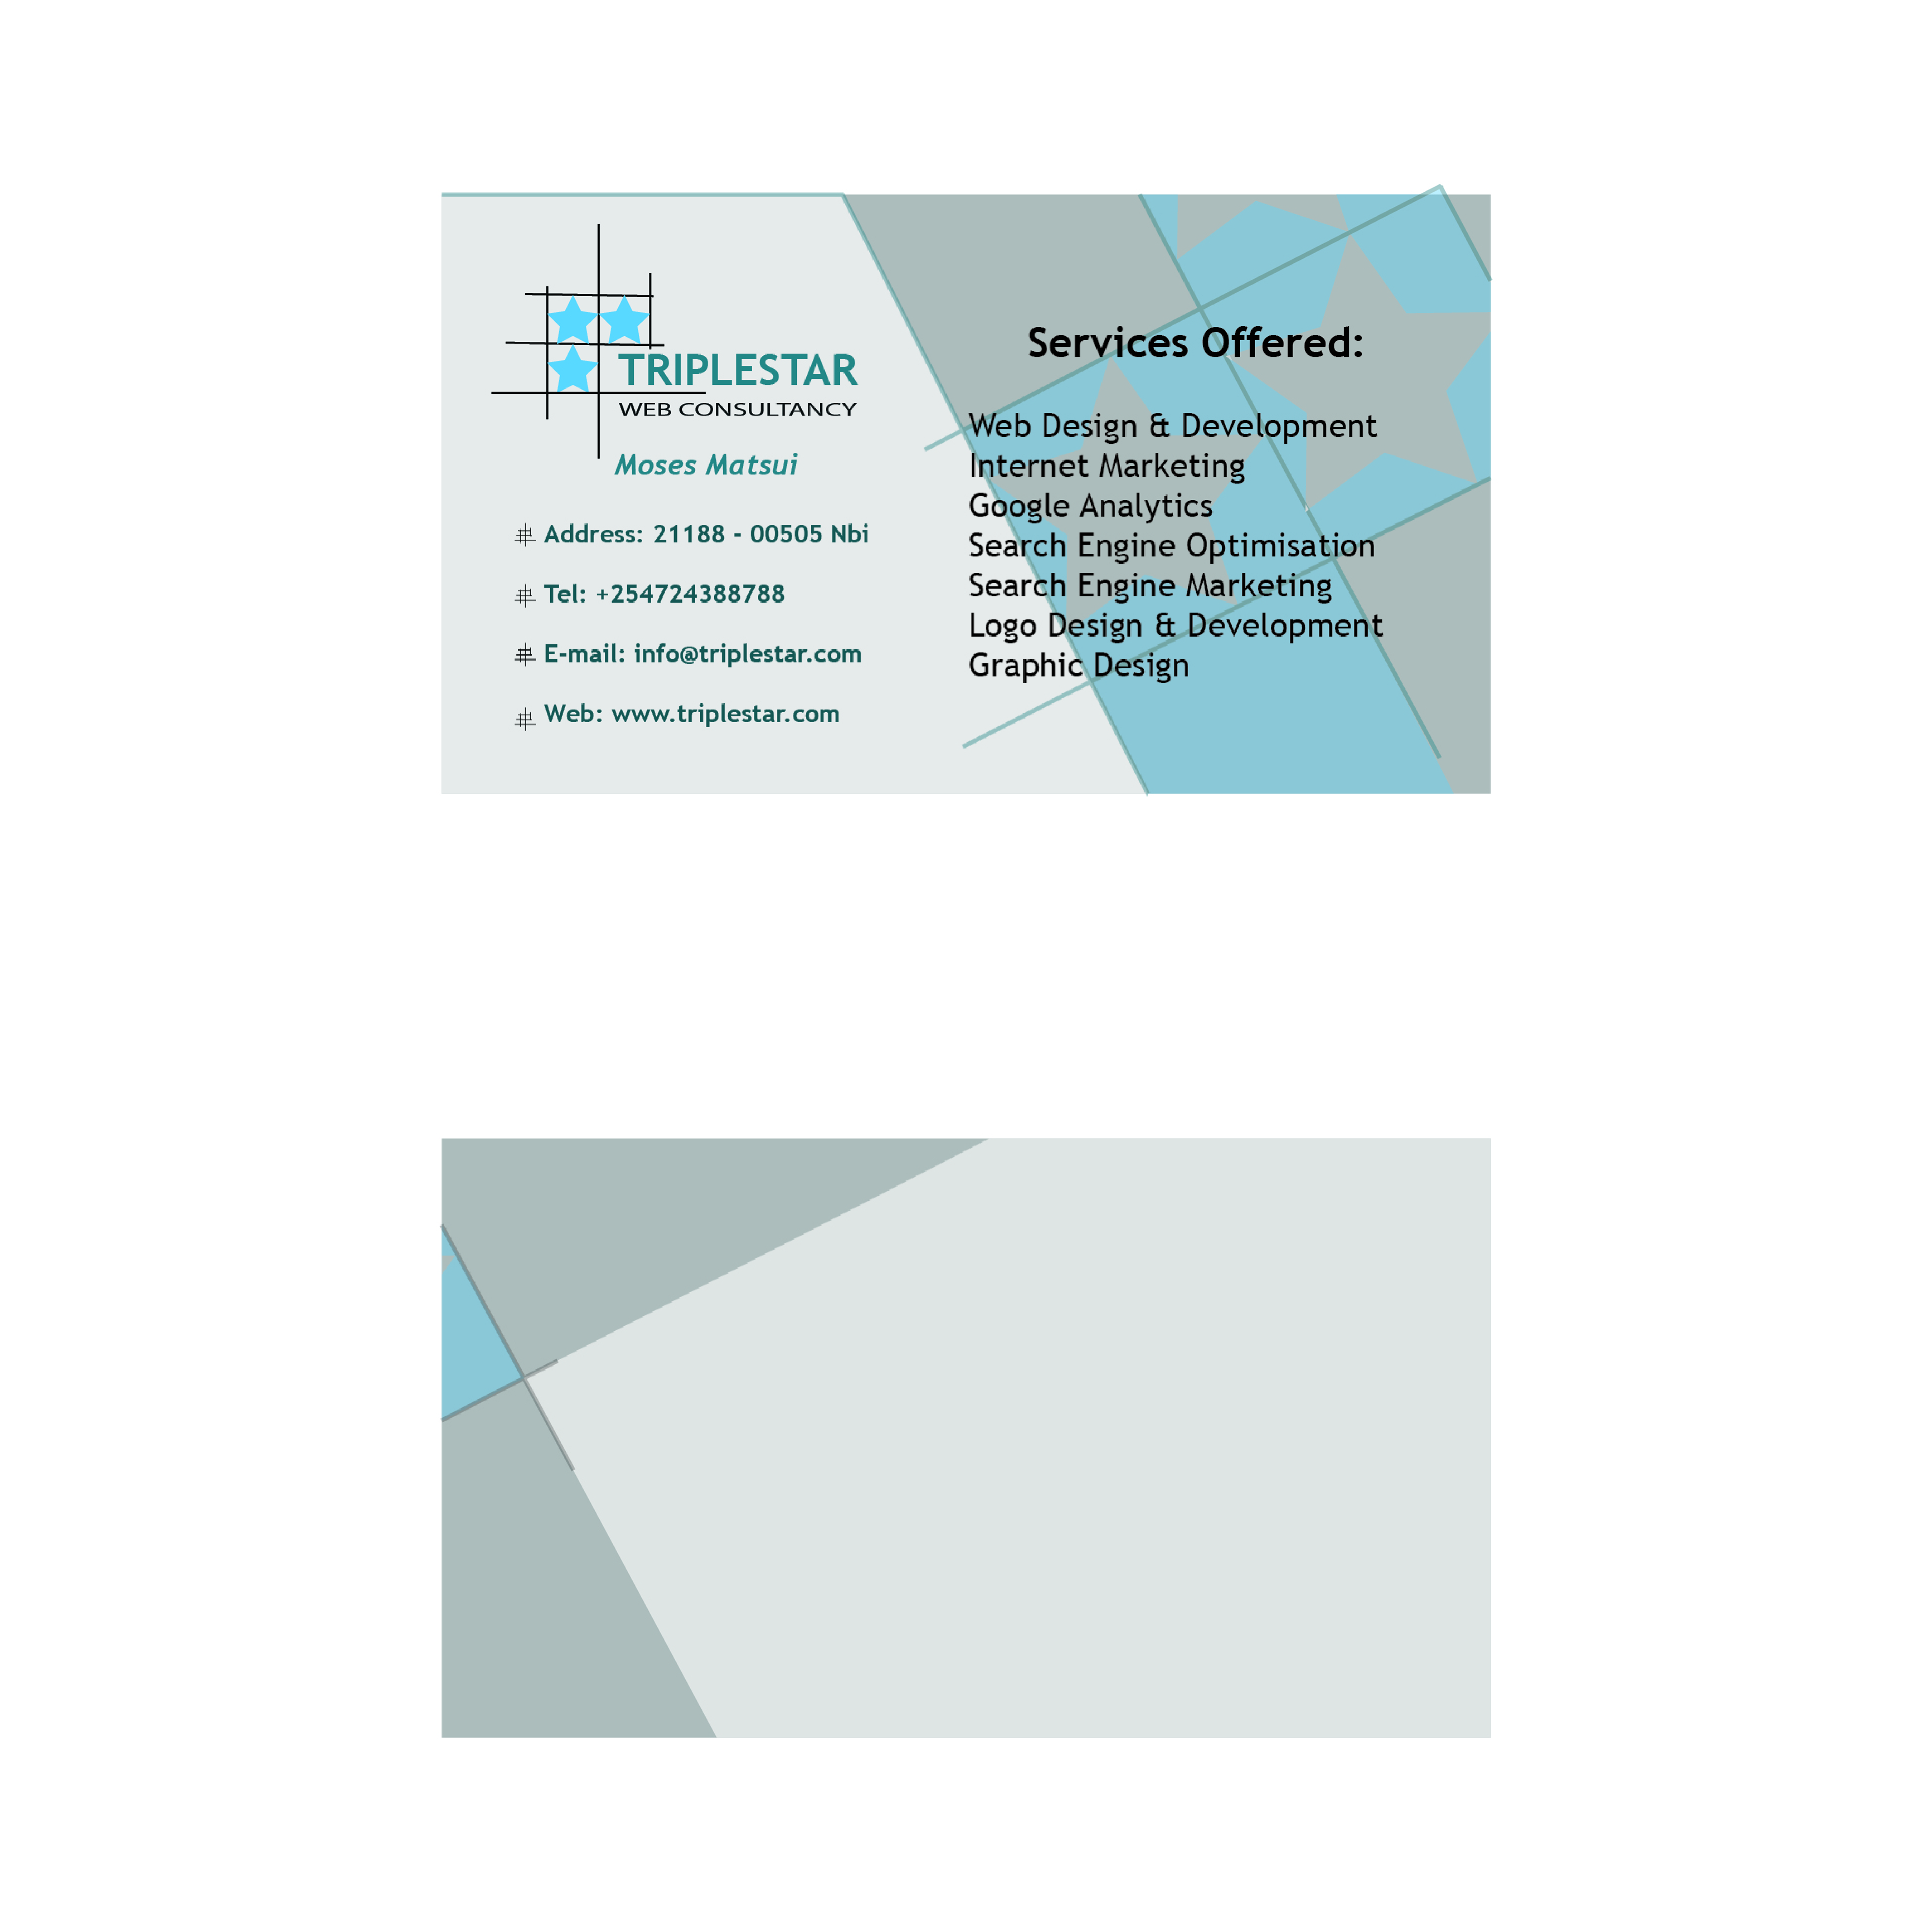 TRIPLESTAR
WEB CONSULTANCY
Moses Matsui
Address: 21188 - 00505 Nbi
Tel: +254724388788
E-mail: info@triplestar.com
Web: www.triplestar.com
Services Offered:
Web Design & Development
Internet Marketing
Google Analytics
Search Engine Optimisation
Search Engine Marketing
Logo Design & Development
Graphic Design